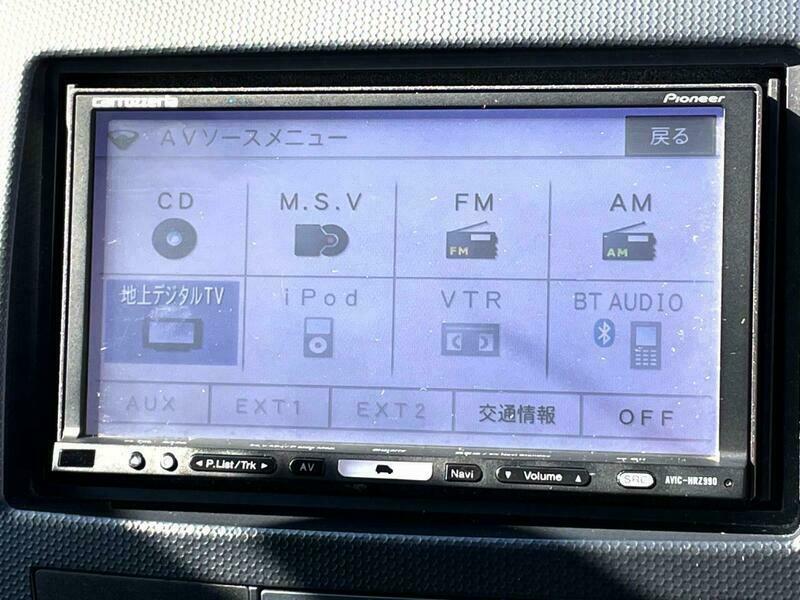 carrozzeria
Pioneer
AVソースメニュー
戻る
CD
M.S.V
FM
AM
FM
AM
地上デジタルTV
iPod
VTR
BT AUDIO
AUX
EXT1
EXT2
交通情報
OFF
◄ P.List/Trk ►
AV
Navi
▼ Volume ▲
SRC
AVIC-HRZ990